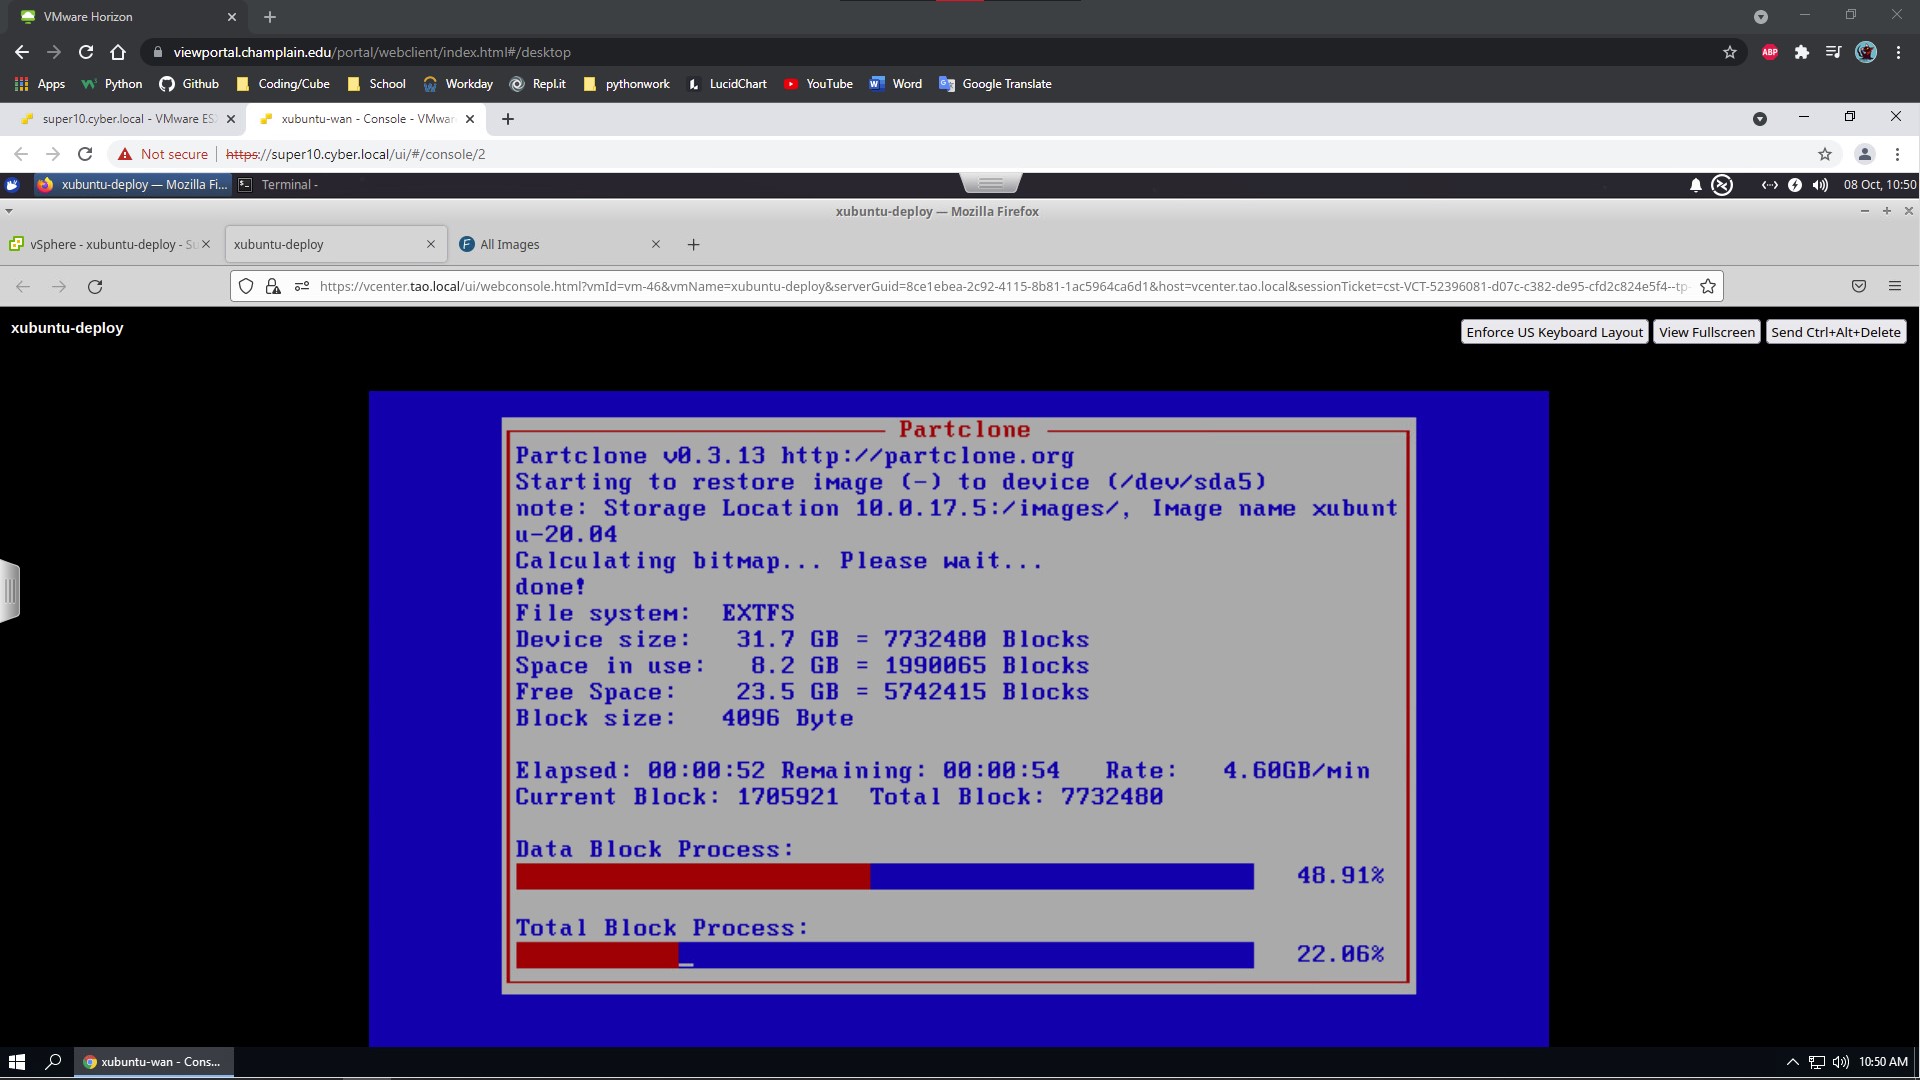 VMware Horizon
viewportal.champlain.edu/portal/webclient/index.html#/desktop
ABP
Apps Python Github Coding/Cube School Workday Repl.it pythonwork LucidChart YouTube Word Google Translate
super10.cyber.local - VMware ES xubuntu-wan - Console - VMwar
Not secure https://super10.cyber.local/ui/#/console/2
xubuntu-deploy — Mozilla Fi... Terminal - 08 Oct, 10:50
xubuntu-deploy — Mozilla Firefox
vSphere - xubuntu-deploy - Su xubuntu-deploy All Images
https://vcenter.tao.local/ui/webconsole.html?vmId=vm-46&vmName=xubuntu-deploy&serverGuid=8ce1ebea-2c92-4115-8b81-1ac5964ca6d1&host=vcenter.tao.local&sessionTicket=cst-VCT-52396081-d07c-c382-de95-cfd2c824e5f4--tp-
xubuntu-deploy Enforce US Keyboard Layout View Fullscreen Send Ctrl+Alt+Delete
Partclone
Partclone v0.3.13 http://partclone.org
Starting to restore image (-) to device (/dev/sda5)
note: Storage Location 10.0.17.5:/images/, Image name xubunt
u-20.04
Calculating bitmap... Please wait...
done!
File system: EXTFS
Device size: 31.7 GB = 7732480 Blocks
Space in use: 8.2 GB = 1990065 Blocks
Free Space: 23.5 GB = 5742415 Blocks
Block size: 4096 Byte
Elapsed: 00:00:52 Remaining: 00:00:54 Rate: 4.60GB/min
Current Block: 1705921 Total Block: 7732480
Data Block Process:
48.91%
Total Block Process:
22.06%
xubuntu-wan - Cons... 10:50 AM